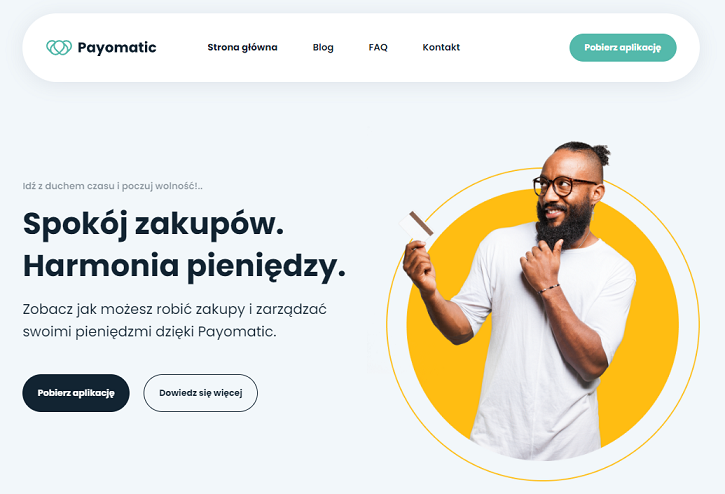 Payomatic
Strona główna
Blog
FAQ
Kontakt
Pobierz aplikację
Idź z duchem czasu i poczuj wolność!..
Spokój zakupów.
Harmonia pieniędzy.
Zobacz jak możesz robić zakupy i zarządzać
swoimi pieniędzmi dzięki Payomatic.
Pobierz aplikację
Dowiedz się więcej